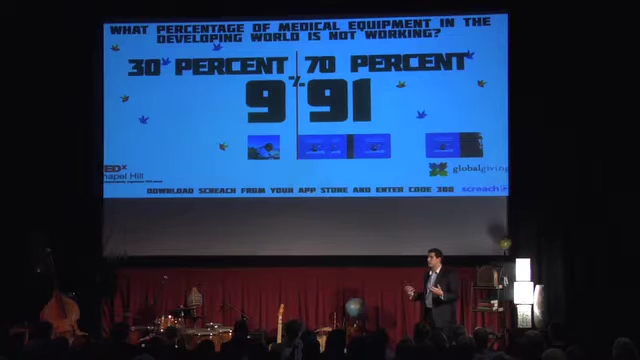 WHAT PERCENTAGE OF MEDICAL EQUIPMENT IN THE
DEVELOPING WORLD IS NOT WORKING?
30 PERCENT 70 PERCENT
9 % 91
TEDx
Chapel Hill
globalgiving
DOWNLOAD SCREACH FROM YOUR APP STORE AND ENTER CODE 388
screach